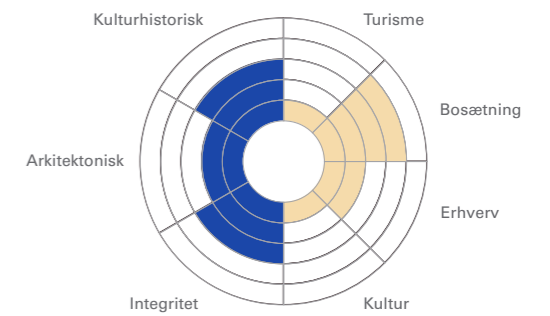 Kulturhistorisk
Turisme
Bosætning
Arkitektonisk
Erhverv
Integritet
Kultur